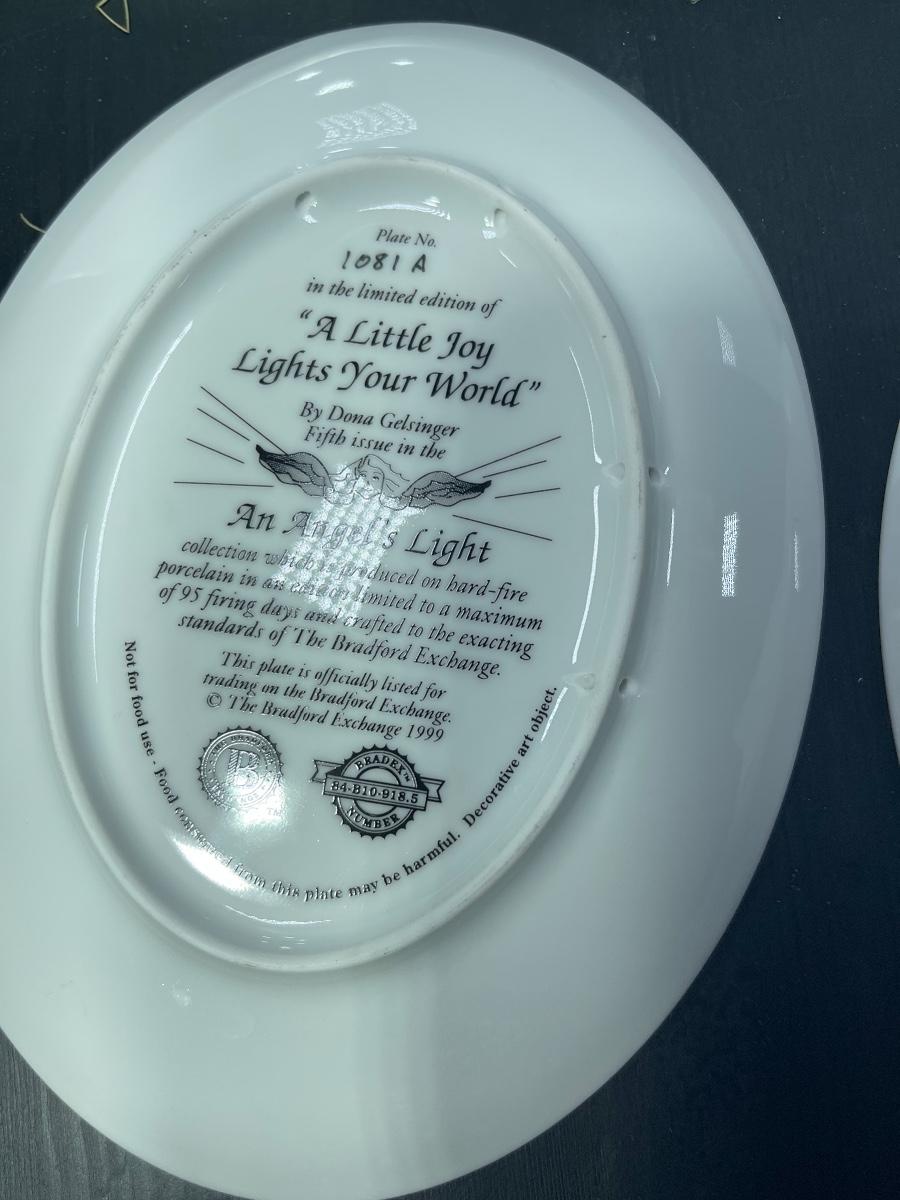 Plate No.
1081 A
in the limited edition of
“A Little Joy
Lights Your World”
By Dona Gelsinger
Fifth issue in the
An Angel's Light
collection which is produced on hard-fire
porcelain in an edition limited to a maximum
of 95 firing days and crafted to the exacting
standards of The Bradford Exchange.
This plate is officially listed for
trading on the Bradford Exchange.
© The Bradford Exchange 1999
B
TM
BRADEX™
84-B10-918.5
NUMBER
Not for food use - Food consumed from this plate may be harmful. Decorative art object.